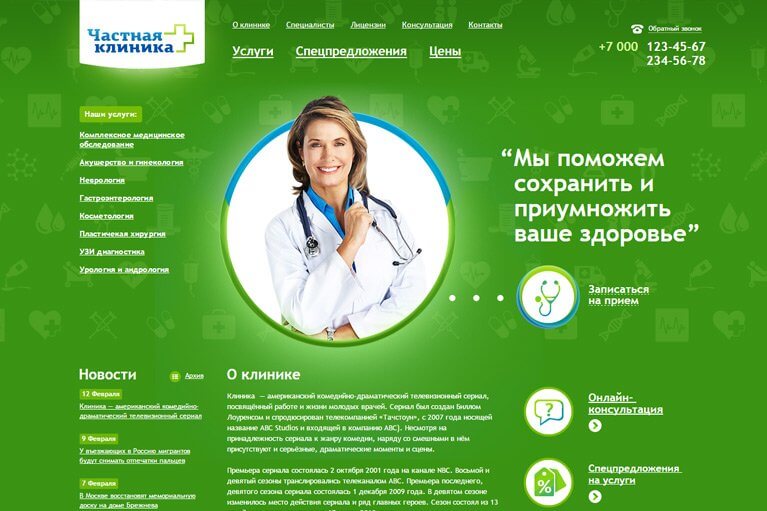 Частная
клиника
О клинике
Специалисты
Лицензии
Консультация
Контакты
Услуги
Спецпредложения
Цены
Обратный звонок
+7 000 123-45-67
234-56-78
Наши услуги:
Комплексное медицинское
обследование
Акушерство и гинекология
Неврология
Гастроэнтерология
Косметология
Пластичекая хирургия
УЗИ диагностика
Урология и андрология
“Мы поможем
сохранить и
приумножить
ваше здоровье”
Записаться
на прием
Новости
Архив
12 Февраля
Клиника — американский комедийно-
драматический телевизионный сериал
9 Февраля
У въезжающих в Россию мигрантов
будут снимать отпечатки пальцев
7 Февраля
В Москве восстановят мемориальную
доску на доме Брежнева
О клинике
Клиника — американский комедийно-драматический телевизионный сериал,
посвящённый работе и жизни молодых врачей. Сериал был создан Биллом
Лоуренсом и спродюсирован телекомпанией «Тачстоун», с 2007 года носящей
название ABC Studios и входящей в компанию ABC). Несмотря на
принадлежность сериала к жанру комедии, наряду со смешными в нём
присутствуют и серьёзные, драматические моменты и сцены.
Премьера сериала состоялась 2 октября 2001 года на канале NBC. Восьмой и
девятый сезоны транслировались телеканалом ABC. Премьера последнего,
девятого сезона сериала состоялась 1 декабря 2009 года. В девятом сезоне
изменилось место действия сериала и ряд главных героев. Сезон состоял из 13
Онлайн-
консультация
Спецпредложения
на услуги